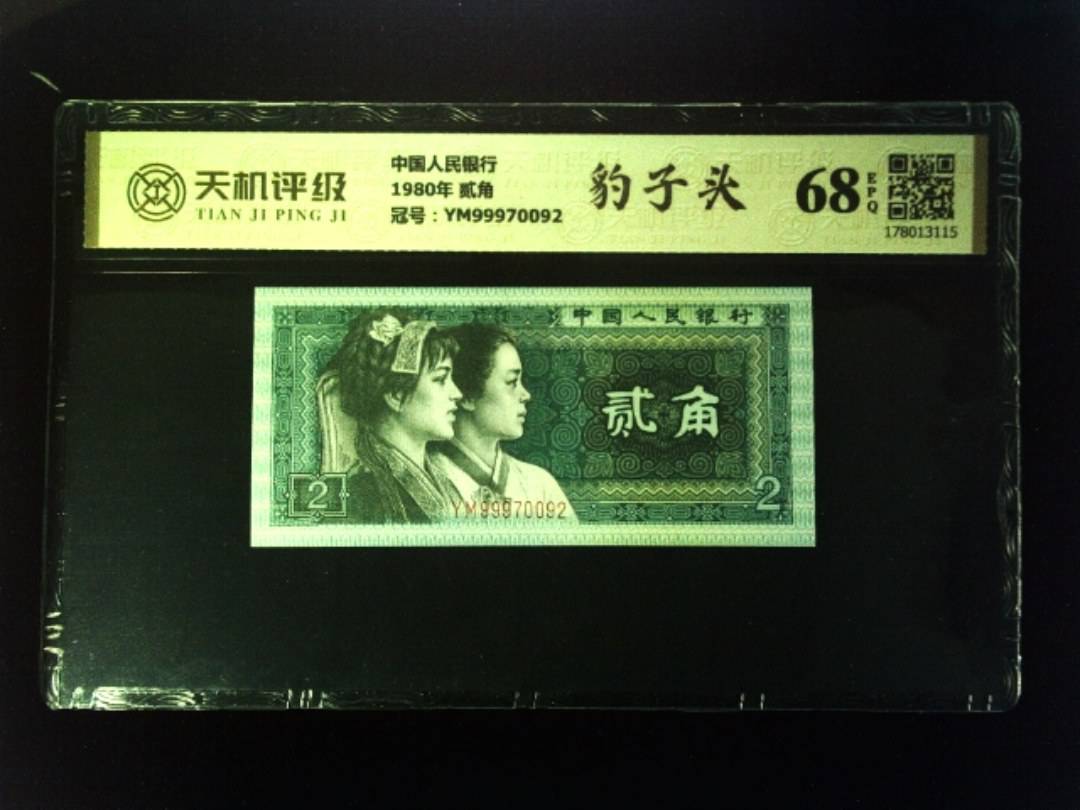 天机评级
TIAN JI PING JI
中国人民银行
1980年 贰角
冠号：YM99970092
豹子头
68
EPQ
178013115
中国人民银行
贰角
2
YM99970092
2